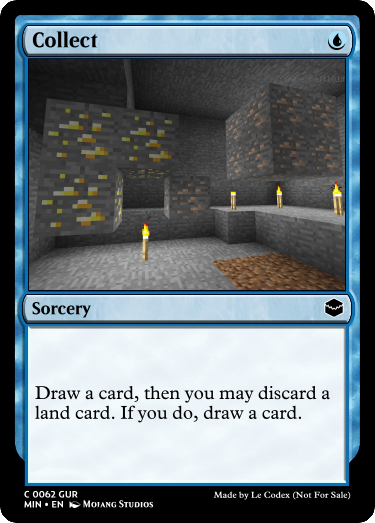 Collect
Sorcery
Draw a card, then you may discard a
land card. If you do, draw a card.
C 0062 GUR
MIN • EN Mojang Studios
Made by Le Codex (Not For Sale)